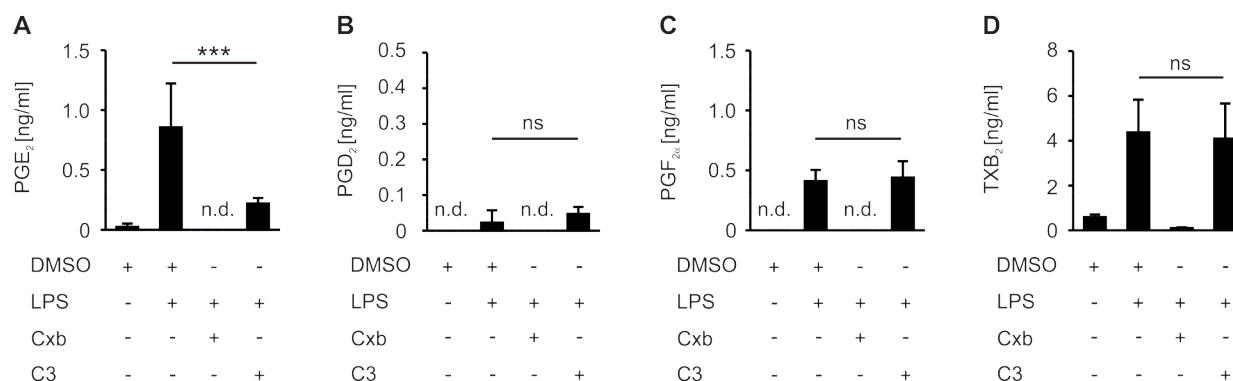 A B C D
1.5 0.5 1.5 8
*** ns ns ns
0.4
1.0 1.0 6
0.3
4
0.2
0.5 0.5
2
0.1
n.d. n.d. n.d. n.d. n.d.
0 0 0 0
PGE₂ [ng/ml] PGD₂ [ng/ml] PGF₂α [ng/ml] TXB₂ [ng/ml]
DMSO + + - - DMSO + + - - DMSO + + - - DMSO + + - -
LPS - + + + LPS - + + + LPS - + + + LPS - + + +
Cxb - - + - Cxb - - + - Cxb - - + - Cxb - - + -
C3 - - - + C3 - - - + C3 - - - + C3 - - - +